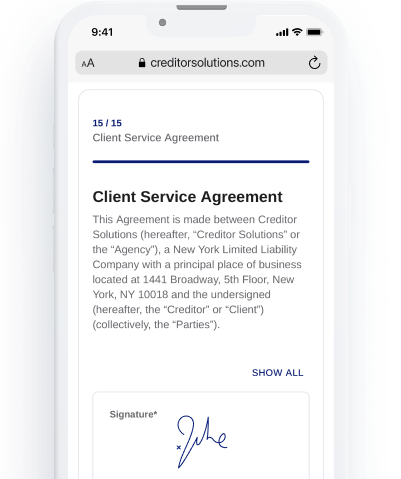 9:41
AA creditorsolutions.com
15 / 15
Client Service Agreement
Client Service Agreement
This Agreement is made between Creditor
Solutions (hereafter, “Creditor Solutions” or
the “Agency”), a New York Limited Liability
Company with a principal place of business
located at 1441 Broadway, 5th Floor, New
York, NY 10018 and the undersigned
(hereafter, the “Creditor” or “Client”)
(collectively, the “Parties”).
SHOW ALL
Signature*
x